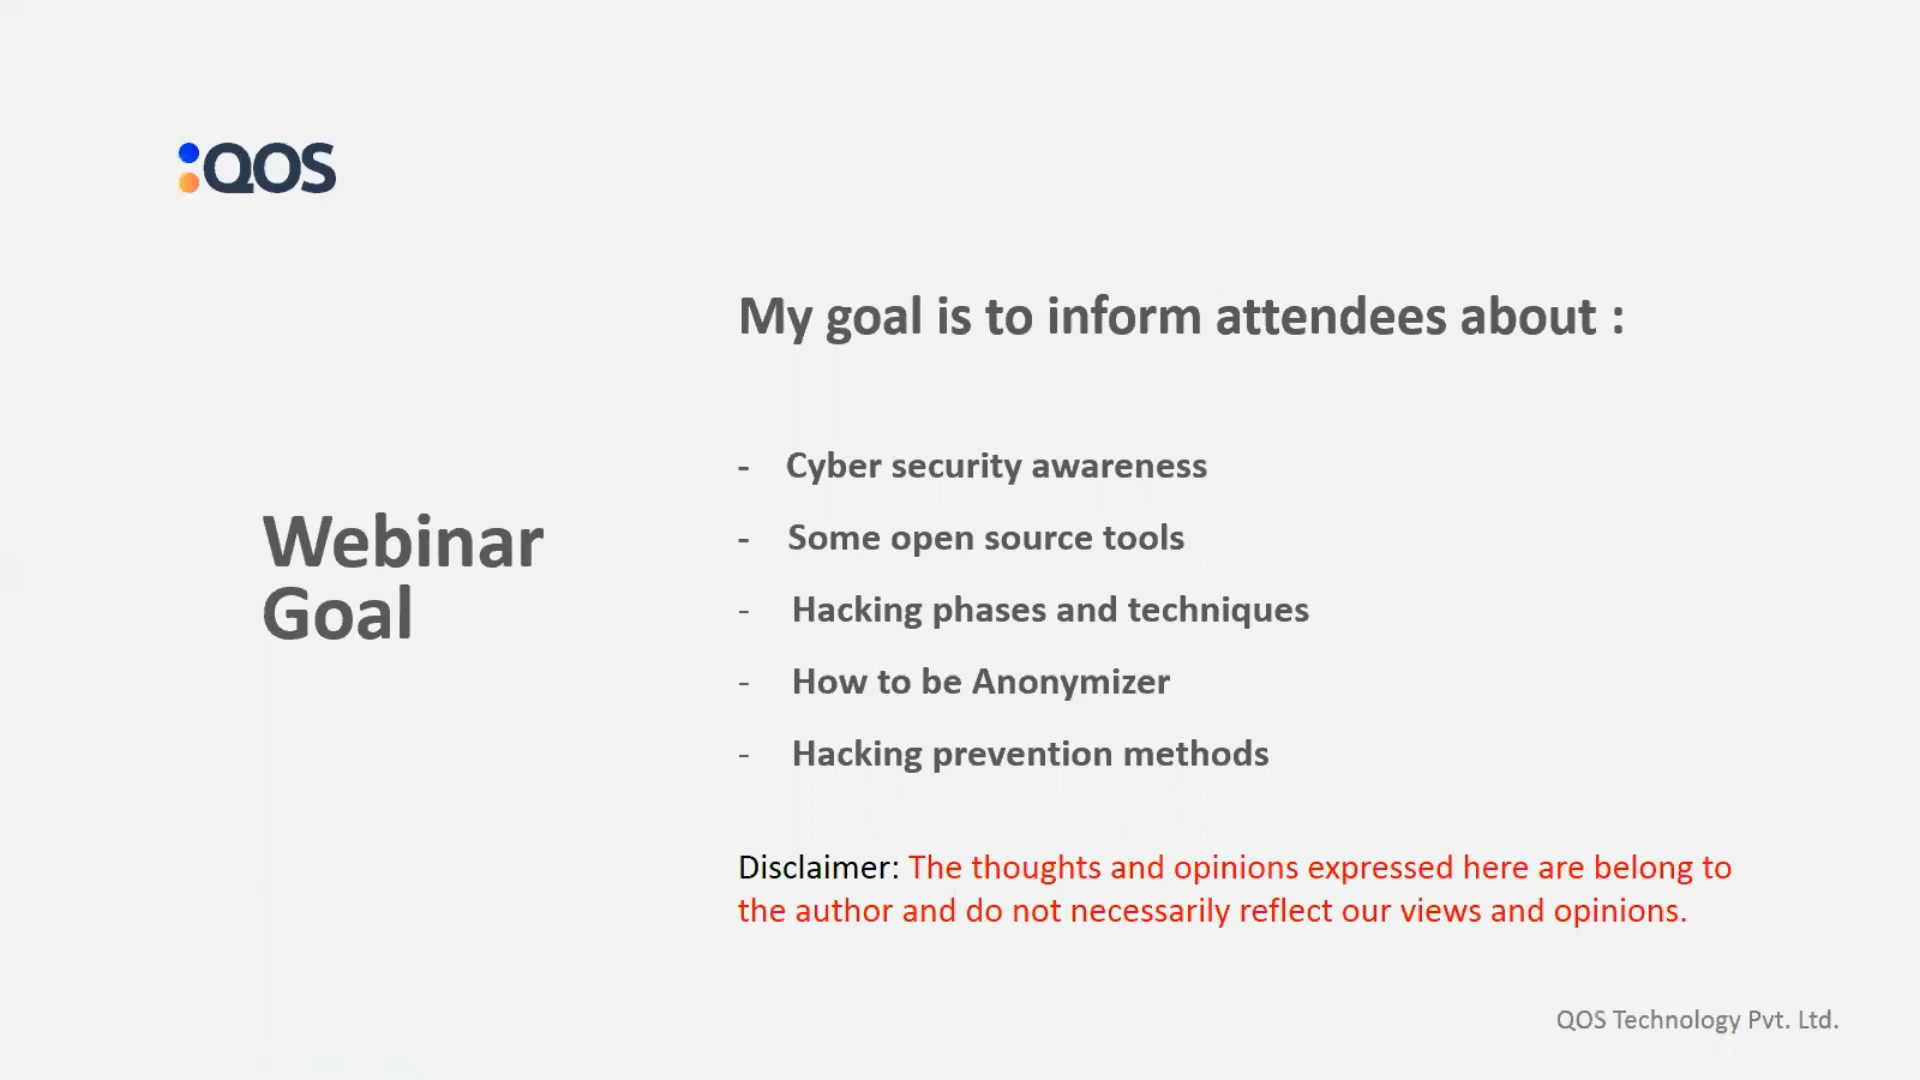 :QOS
My goal is to inform attendees about :
Webinar
Goal
- Cyber security awareness
- Some open source tools
- Hacking phases and techniques
- How to be Anonymizer
- Hacking prevention methods
Disclaimer: The thoughts and opinions expressed here are belong to
the author and do not necessarily reflect our views and opinions.
QOS Technology Pvt. Ltd.